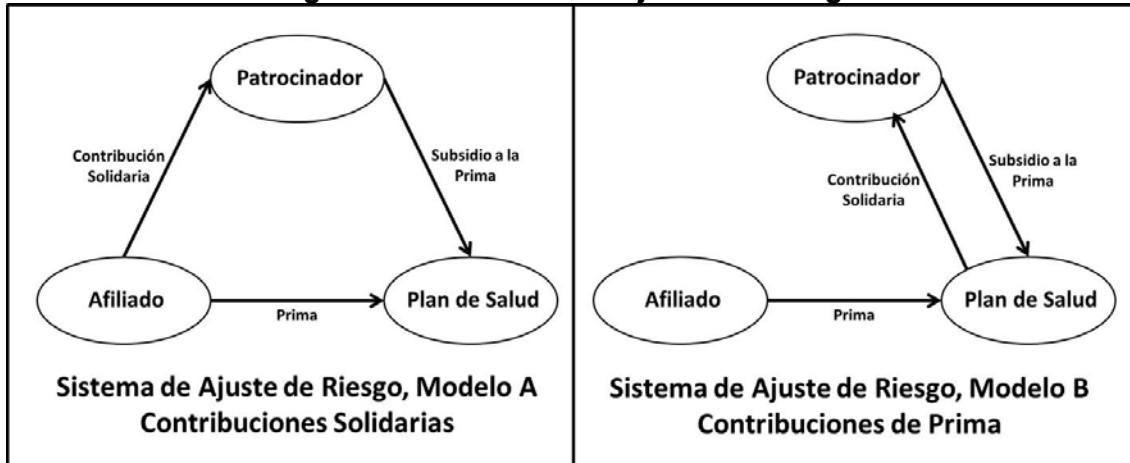 Patrocinador
Contribución
Solidaria
Subsidio a la
Prima
Afiliado
Prima
Plan de Salud
Sistema de Ajuste de Riesgo, Modelo A
Contribuciones Solidarias
Patrocinador
Subsidio a la
Prima
Contribución
Solidaria
Afiliado
Prima
Plan de Salud
Sistema de Ajuste de Riesgo, Modelo B
Contribuciones de Prima